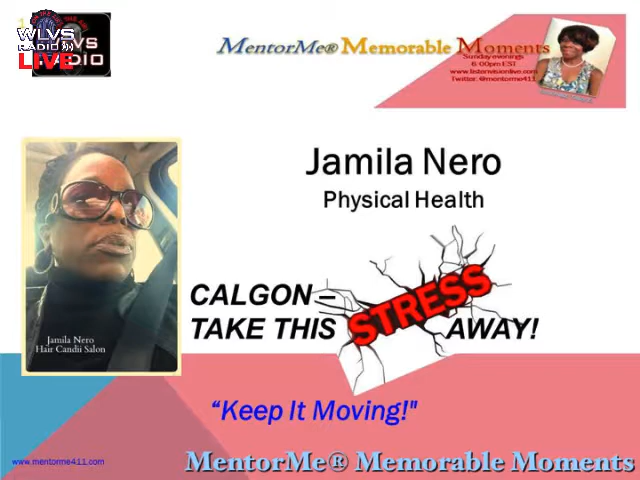 WLVS
RADIO
LIVE
WLVS
RADIO
MentorMe® Memorable Moments
Sunday evenings
6:00pm EST
www.listenvisionlive.com
Twitter: @mentorme411
Jamila Nero
Physical Health
CALGON –
TAKE THIS STRESS AWAY!
Jamila Nero
Hair Candii Salon
“Keep It Moving!"
www.mentorme411.com
MentorMe® Memorable Moments